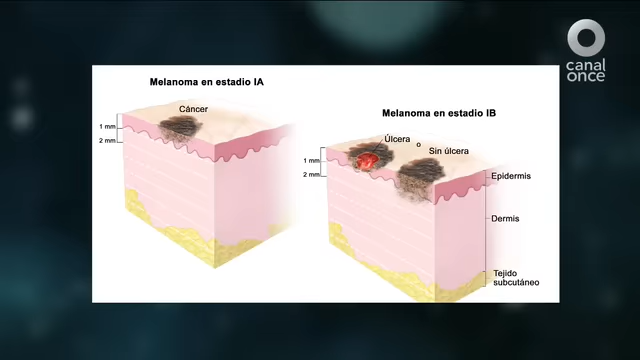 canal
once
Melanoma en estadio IA
Cáncer
1 mm
2 mm
Melanoma en estadio IB
Úlcera
o
Sin úlcera
1 mm
2 mm
Epidermis
Dermis
Tejido
subcutáneo